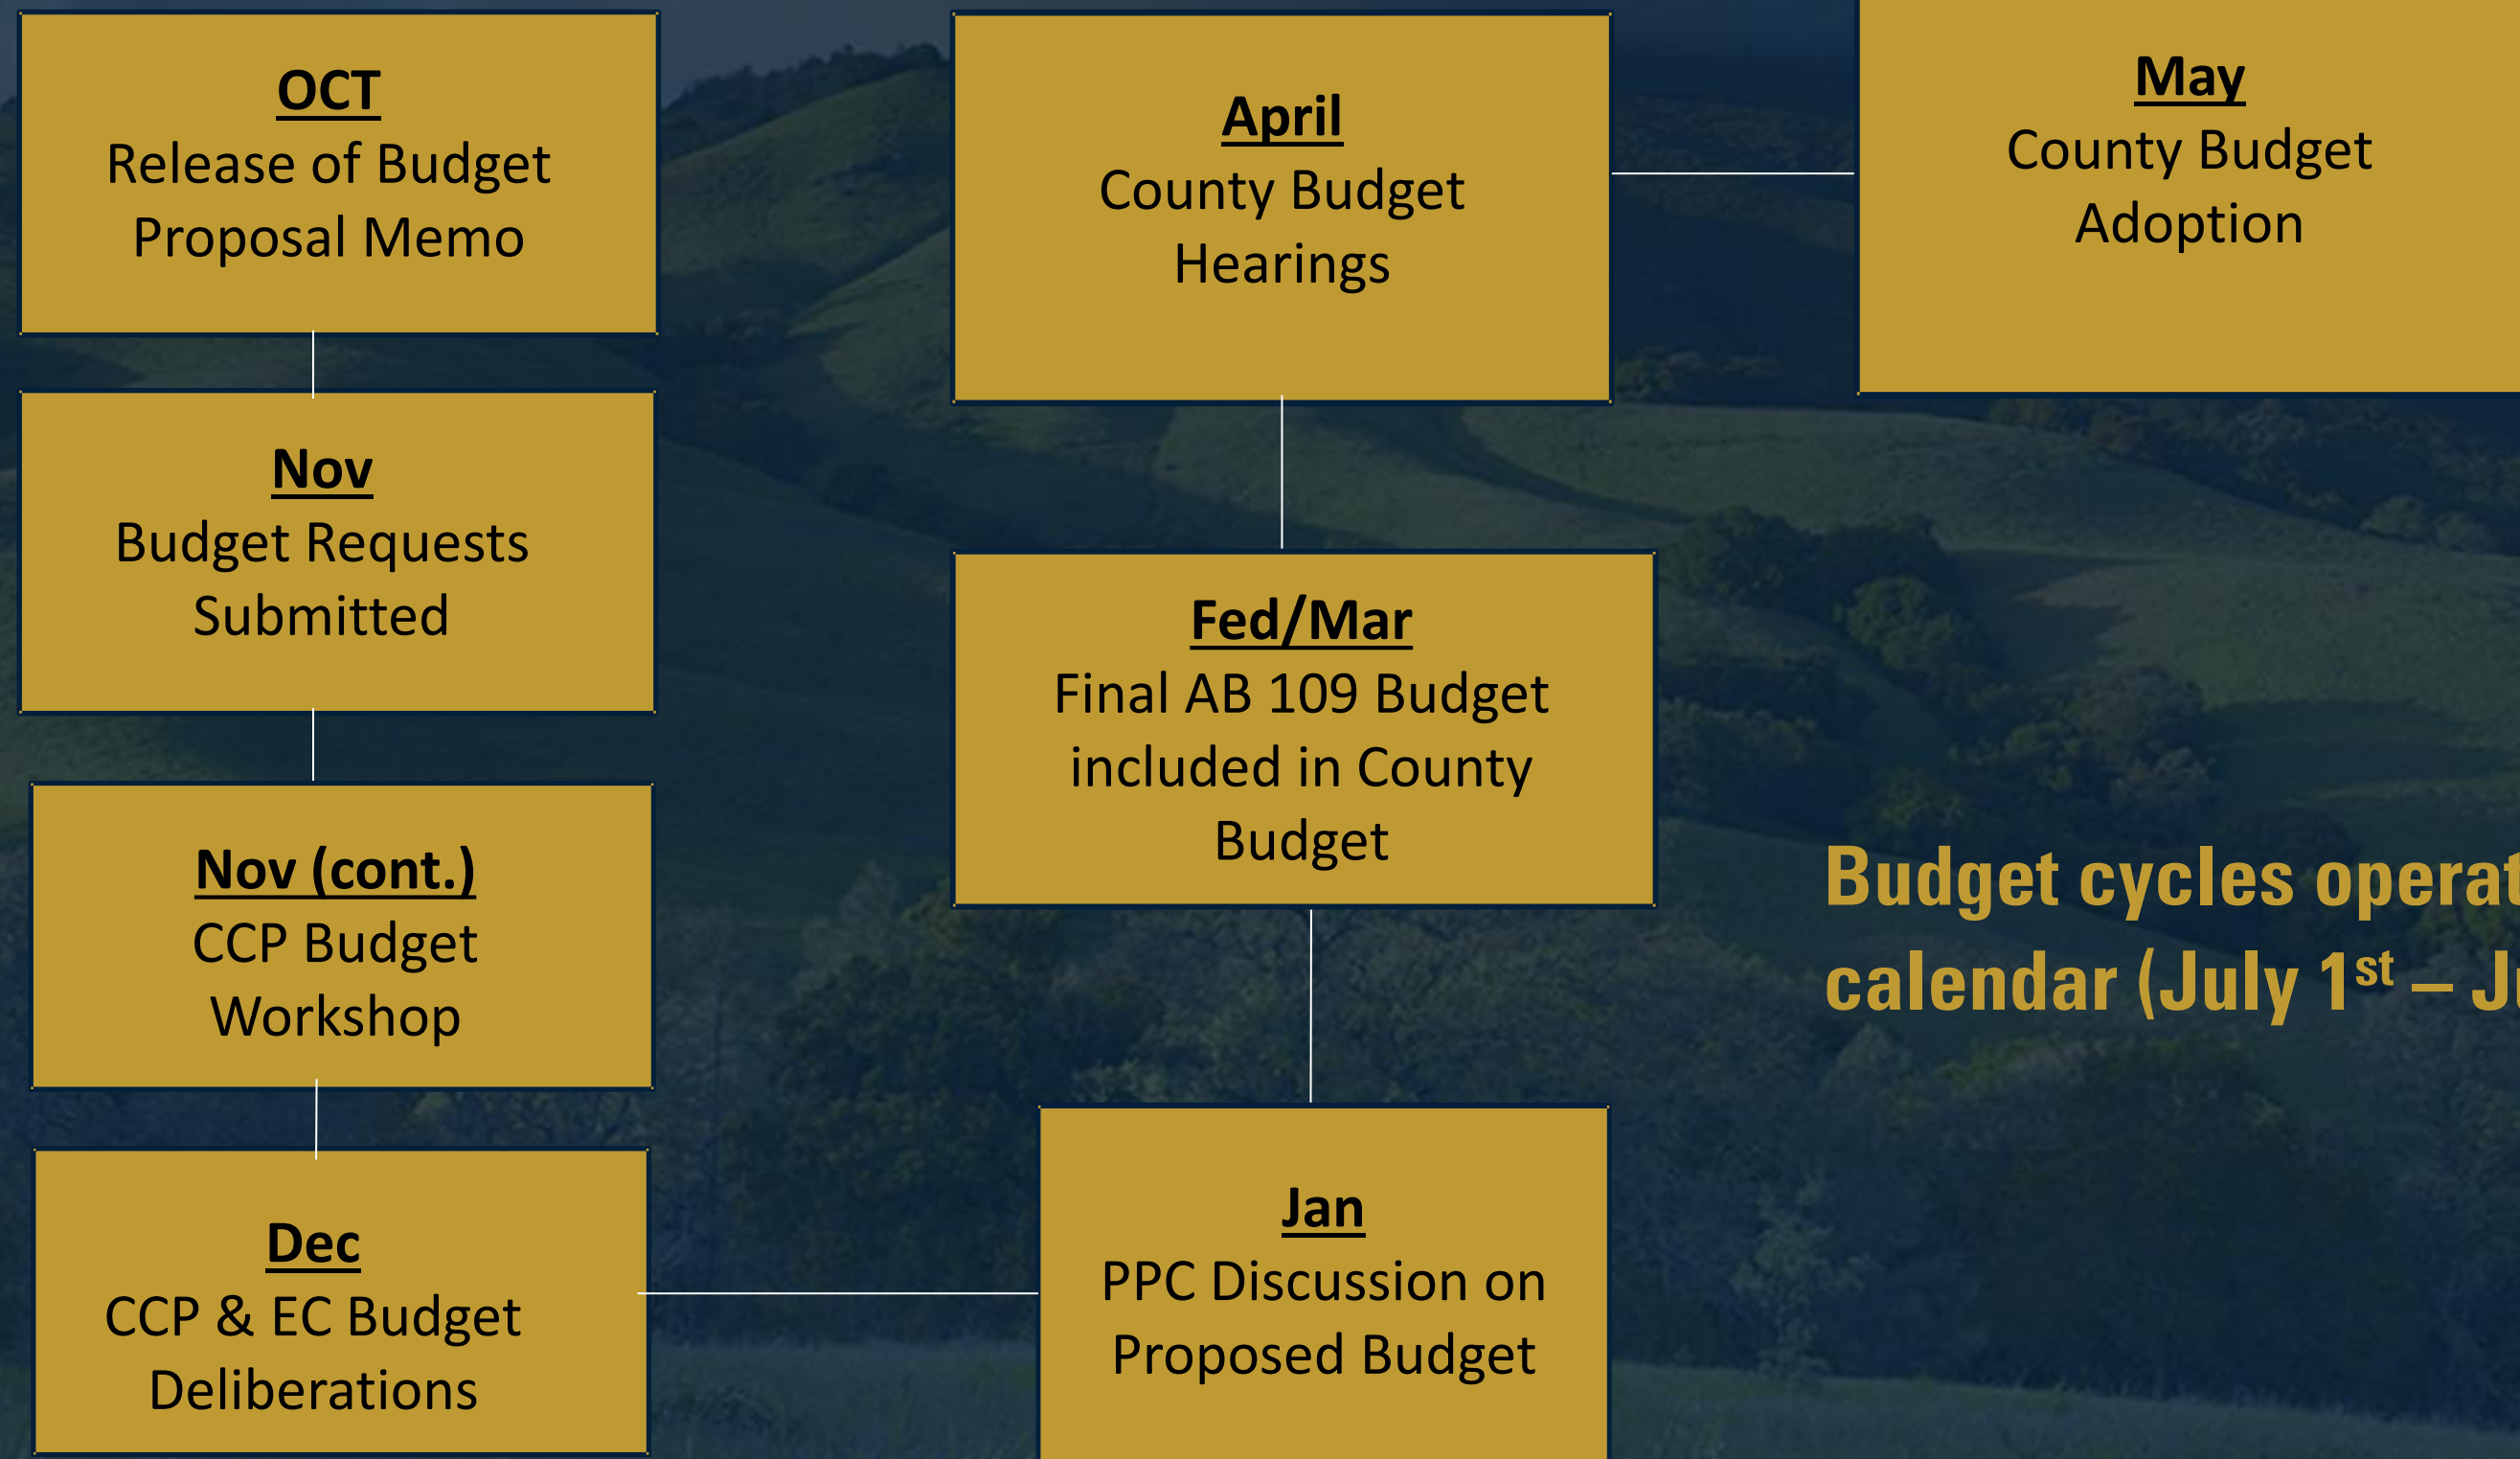 OCT
Release of Budget
Proposal Memo
Nov
Budget Requests
Submitted
Nov (cont.)
CCP Budget
Workshop
Dec
CCP & EC Budget
Deliberations
Jan
PPC Discussion on
Proposed Budget
Fed/Mar
Final AB 109 Budget
included in County
Budget
April
County Budget
Hearings
May
County Budget
Adoption
Budget cycles
calendar (July 1st –